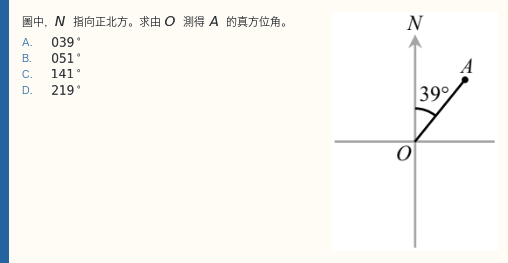 圖中, N 指向正北方。求由 O 測得 A 的真方位角。
A. 039°
B. 051°
C. 141°
D. 219°
N
A
39°
O